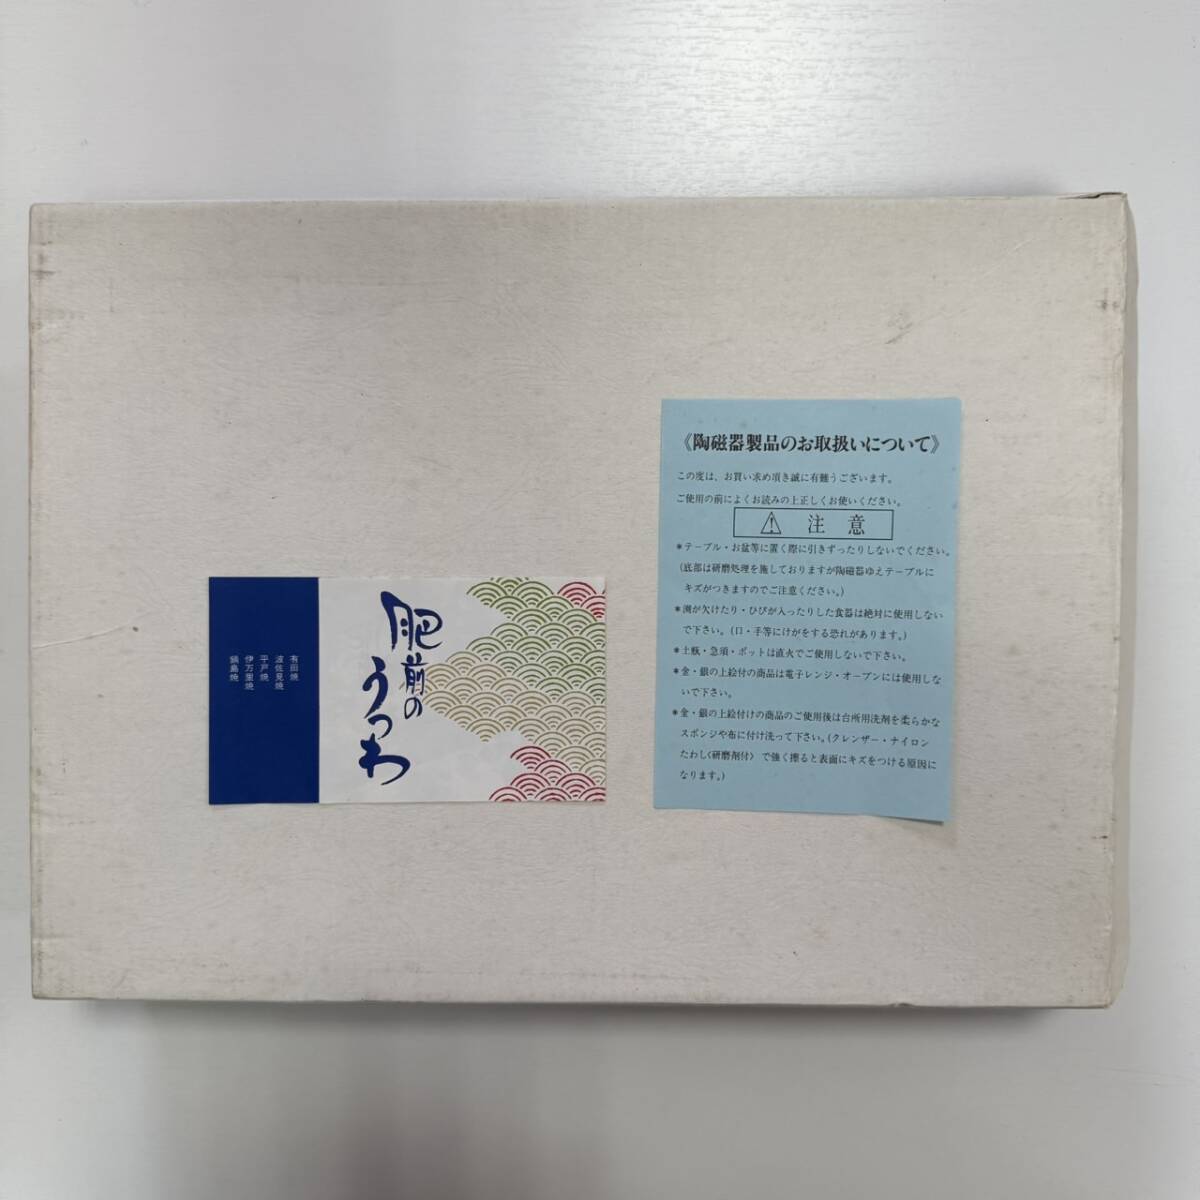 肥前の
うつわ
有田焼
波佐見焼
平戸焼
伊万里焼
鍋島焼
《陶磁器製品のお取扱いについて》
この度は、お買い求め頂き誠に有難うございます。
ご使用の前によくお読みの上正しくお使いください。
注意
*テーブル・お盆等に置く際に引きずったりしないでください。
(底部は研磨処理を施しておりますが陶磁器ゆえテーブルに
キズがつきますのでご注意ください。)
*渕が欠けたり・ひびが入ったりした食器は絶対に使用しない
で下さい。(口・手等にけがをする恐れがあります。)
*土瓶・急須・ポットは直火でご使用しないで下さい。
*金・銀の上絵付の商品は電子レンジ・オーブンには使用しな
いで下さい。
*金・銀の上絵付けの商品のご使用後は台所用洗剤を柔らかな
スポンジや布に付け洗って下さい。(クレンザー・ナイロン
たわし〈研磨剤付〉で強く擦ると表面にキズをつける原因に
なります。)